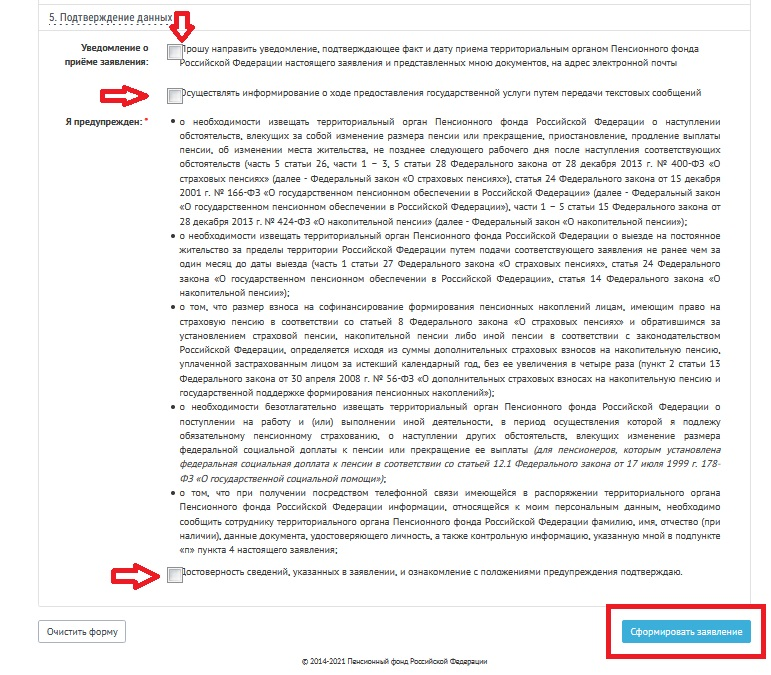 5. Подтверждение данных
Уведомление о
приёме заявления:
Прошу направить уведомление, подтверждающее факт и дату приема территориальным органом Пенсионного фонда
Российской Федерации настоящего заявления и представленных мною документов, на адрес электронной почты
Осуществлять информирование о ходе предоставления государственной услуги путем передачи текстовых сообщений
Я предупрежден: *
• о необходимости извещать территориальный орган Пенсионного фонда Российской Федерации о наступлении
обстоятельств, влекущих за собой изменение размера пенсии или прекращение, приостановление, продление выплаты
пенсии, об изменении места жительства, не позднее следующего рабочего дня после наступления соответствующих
обстоятельств (часть 5 статьи 26, части 1 – 3, 5 статьи 28 Федерального закона от 28 декабря 2013 г. № 400-ФЗ «О
страховых пенсиях» (далее - Федеральный закон «О страховых пенсиях»), статья 24 Федерального закона от 15 декабря
2001 г. № 166-ФЗ «О государственном пенсионном обеспечении в Российской Федерации» (далее - Федеральный закон
«О государственном пенсионном обеспечении в Российской Федерации»), части 1 – 5 статьи 15 Федерального закона от
28 декабря 2013 г. № 424-ФЗ «О накопительной пенсии» (далее - Федеральный закон «О накопительной пенсии»);
• о необходимости извещать территориальный орган Пенсионного фонда Российской Федерации о выезде на постоянное
жительство за пределы территории Российской Федерации путем подачи соответствующего заявления не ранее чем за
один месяц до даты выезда (часть 1 статьи 27 Федерального закона «О страховых пенсиях», статья 24 Федерального
закона «О государственном пенсионном обеспечении в Российской Федерации», статья 14 Федерального закона «О
накопительной пенсии»);
• о том, что размер взноса на софинансирование формирования пенсионных накоплений лицам, имеющим право на
страховую пенсию в соответствии со статьей 8 Федерального закона «О страховых пенсиях» и обратившимся за
установлением страховой пенсии, накопительной пенсии либо иной пенсии в соответствии с законодательством
Российской Федерации, определяется исходя из суммы дополнительных страховых взносов на накопительную пенсию,
уплаченной застрахованным лицом за истекший календарный год, без ее увеличения в четыре раза (пункт 2 статьи 13
Федерального закона от 30 апреля 2008 г. № 56-ФЗ «О дополнительных страховых взносах на накопительную пенсию и
государственной поддержке формирования пенсионных накоплений»);
• о необходимости безотлагательно извещать территориальный орган Пенсионного фонда Российской Федерации о
поступлении на работу и (или) выполнении иной деятельности, в период осуществления которой я подлежу
обязательному пенсионному страхованию, о наступлении других обстоятельств, влекущих изменение размера
федеральной социальной доплаты к пенсии или прекращение ее выплаты (для пенсионеров, которым установлена
федеральная социальная доплата к пенсии в соответствии со статьей 12.1 Федерального закона от 17 июля 1999 г. 178-
ФЗ «О государственной социальной помощи»);
• о том, что при получении посредством телефонной связи имеющейся в распоряжении территориального органа
Пенсионного фонда Российской Федерации информации, относящейся к моим персональным данным, необходимо
сообщить сотруднику территориального органа Пенсионного фонда Российской Федерации фамилию, имя, отчество (при
наличии), данные документа, удостоверяющего личность, а также контрольную информацию, указанную мной в подпункте
«п» пункта 4 настоящего заявления;
Достоверность сведений, указанных в заявлении, и ознакомление с положениями предупреждения подтверждаю.
Очистить форму
Сформировать заявление
© 2014-2021 Пенсионный фонд Российской Федерации